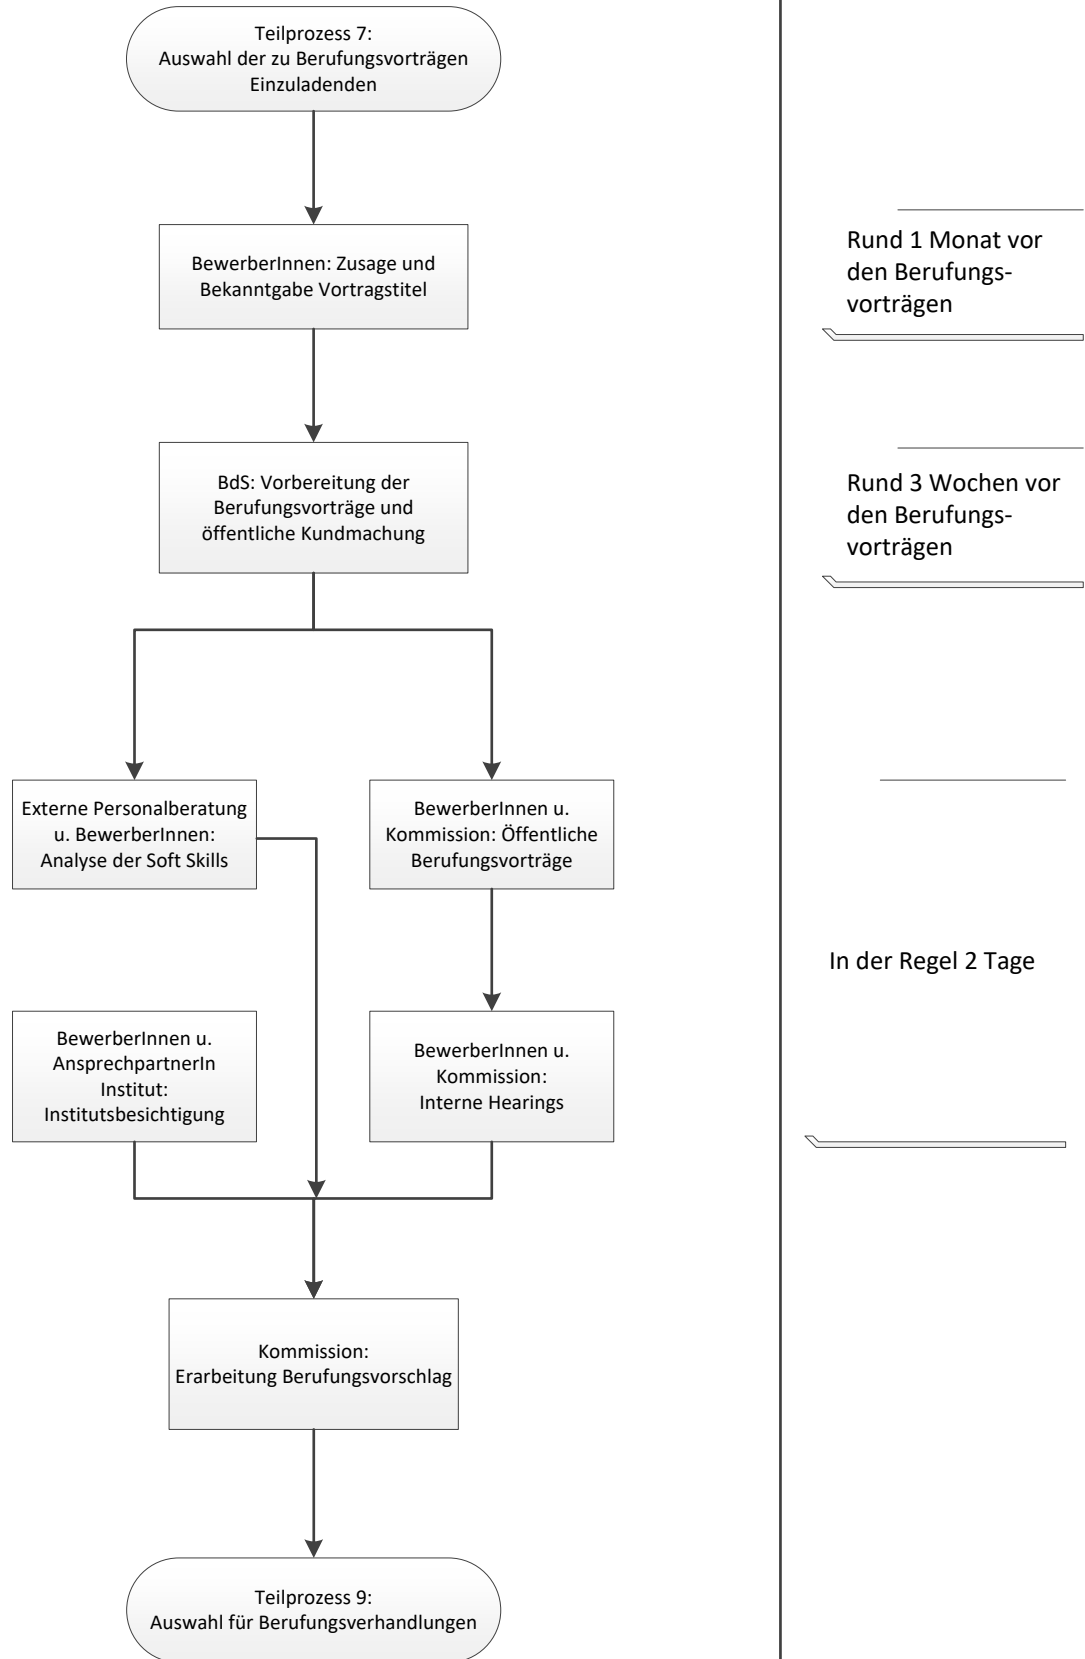 Teilprozess 7:
Auswahl der zu Berufungsvorträgen
Einzuladenden
BewerberInnen: Zusage und
Bekanntgabe Vortragstitel
Rund 1 Monat vor
den Berufungs-
vorträgen
BdS: Vorbereitung der
Berufungsvorträge und
öffentliche Kundmachung
Rund 3 Wochen vor
den Berufungs-
vorträgen
Externe Personalberatung
u. BewerberInnen:
Analyse der Soft Skills
BewerberInnen u.
Kommission: Öffentliche
Berufungsvorträge
In der Regel 2 Tage
BewerberInnen u.
AnsprechpartnerIn
Institut:
Institutsbesichtigung
BewerberInnen u.
Kommission:
Interne Hearings
Kommission:
Erarbeitung Berufungsvorschlag
Teilprozess 9:
Auswahl für Berufungsverhandlungen